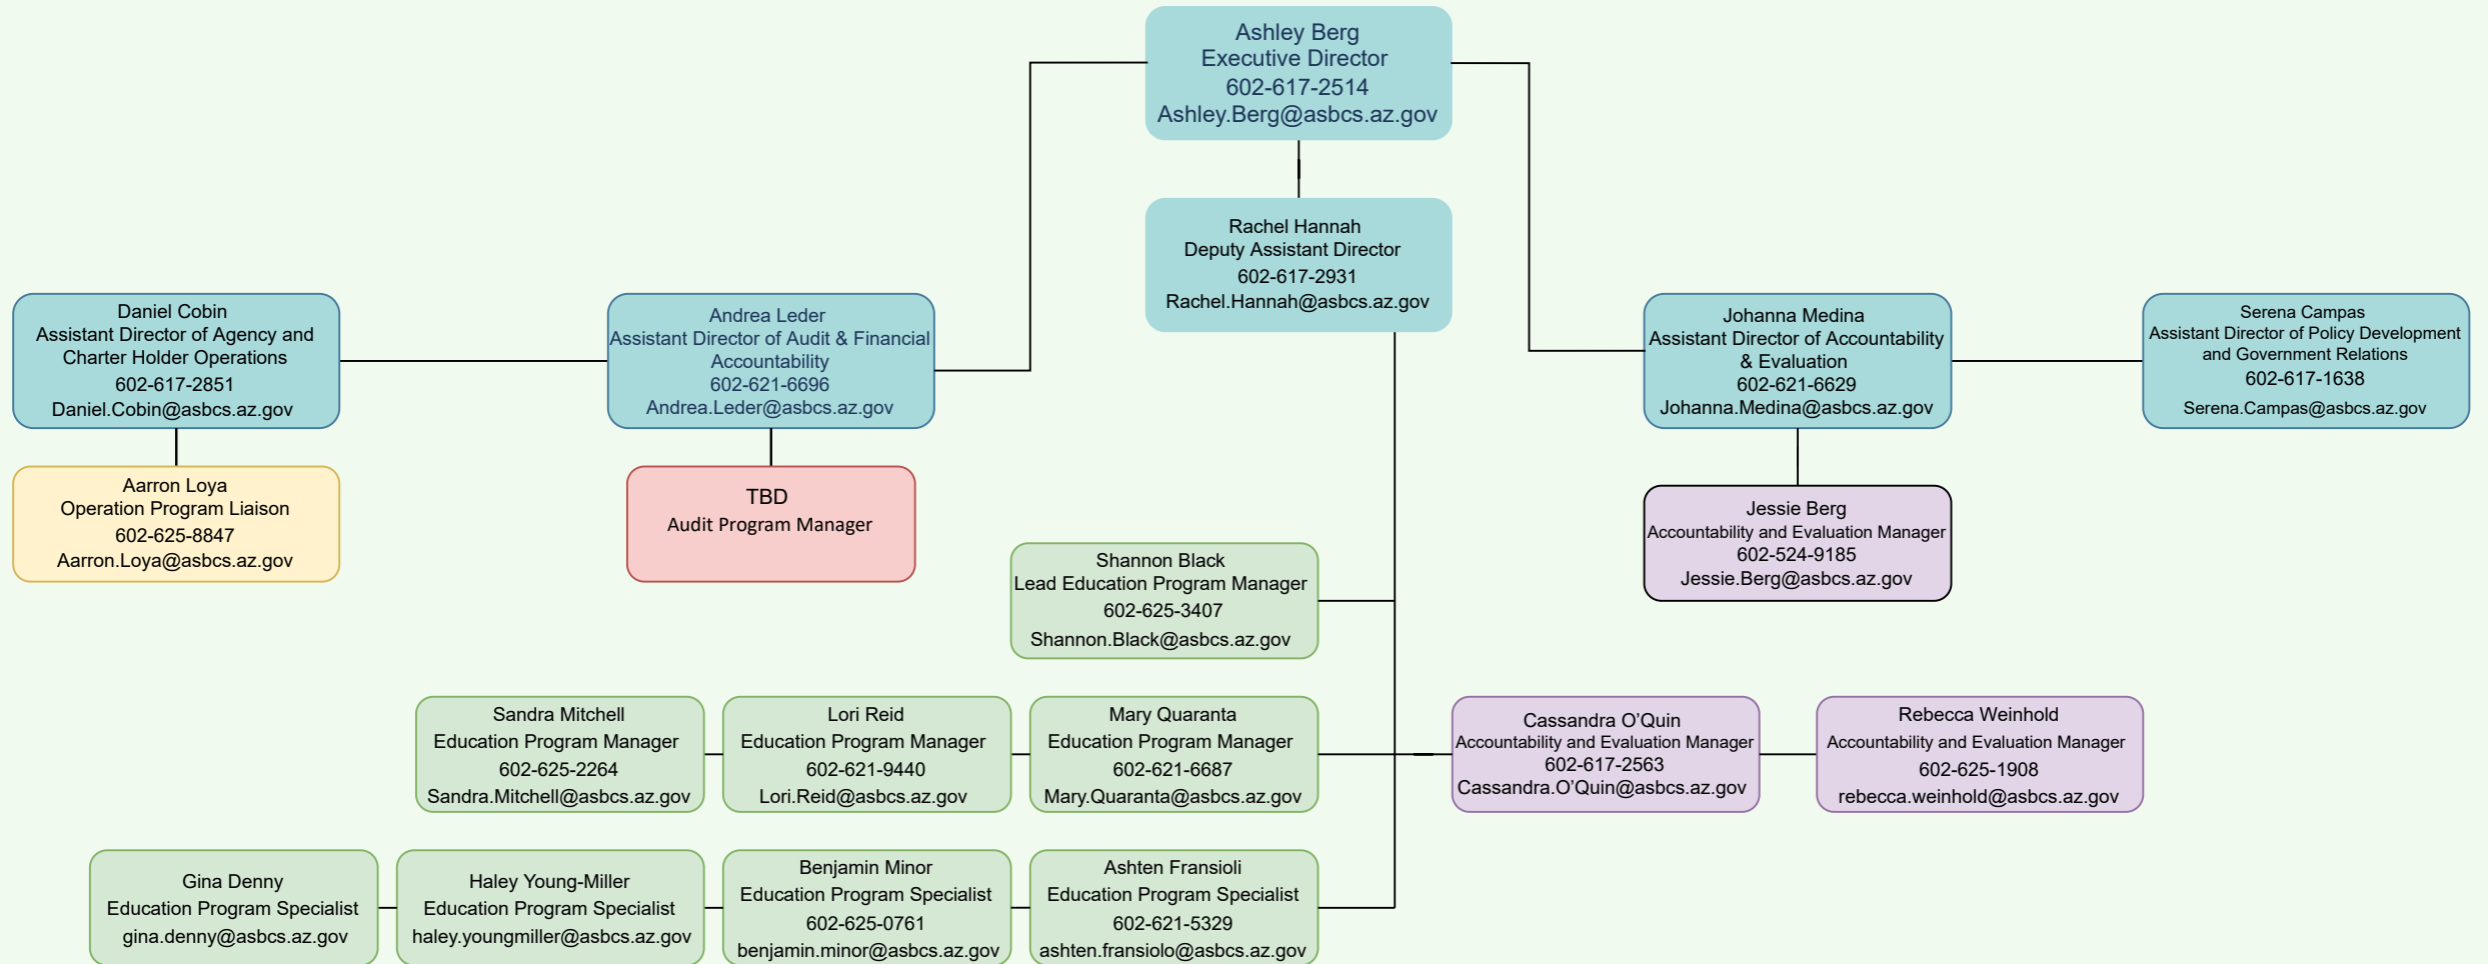 Ashley Berg
Executive Director
602-617-2514
Ashley.Berg@asbcs.az.gov
Rachel Hannah
Deputy Assistant Director
602-617-2931
Rachel.Hannah@asbcs.az.gov
Daniel Cobin
Assistant Director of Agency and
Charter Holder Operations
602-617-2851
Daniel.Cobin@asbcs.az.gov
Andrea Leder
Assistant Director of Audit & Financial
Accountability
602-621-6696
Andrea.Leder@asbcs.az.gov
Johanna Medina
Assistant Director of Accountability
& Evaluation
602-621-6629
Johanna.Medina@asbcs.az.gov
Serena Campas
Assistant Director of Policy Development
and Government Relations
602-617-1638
Serena.Campas@asbcs.az.gov
Aarron Loya
Operation Program Liaison
602-625-8847
Aarron.Loya@asbcs.az.gov
TBD
Audit Program Manager
Jessie Berg
Accountability and Evaluation Manager
602-524-9185
Jessie.Berg@asbcs.az.gov
Shannon Black
Lead Education Program Manager
602-625-3407
Shannon.Black@asbcs.az.gov
Sandra Mitchell
Education Program Manager
602-625-2264
Sandra.Mitchell@asbcs.az.gov
Lori Reid
Education Program Manager
602-621-9440
Lori.Reid@asbcs.az.gov
Mary Quaranta
Education Program Manager
602-621-6687
Mary.Quaranta@asbcs.az.gov
Cassandra O’Quin
Accountability and Evaluation Manager
602-617-2563
Cassandra.O’Quin@asbcs.az.gov
Rebecca Weinhold
Accountability and Evaluation Manager
602-625-1908
rebecca.weinhold@asbcs.az.gov
Gina Denny
Education Program Specialist
gina.denny@asbcs.az.gov
Haley Young-Miller
Education Program Specialist
haley.youngmiller@asbcs.az.gov
Benjamin Minor
Education Program Specialist
602-625-0761
benjamin.minor@asbcs.az.gov
Ashten Fransioli
Education Program Specialist
602-621-5329
ashten.fransiolo@asbcs.az.gov